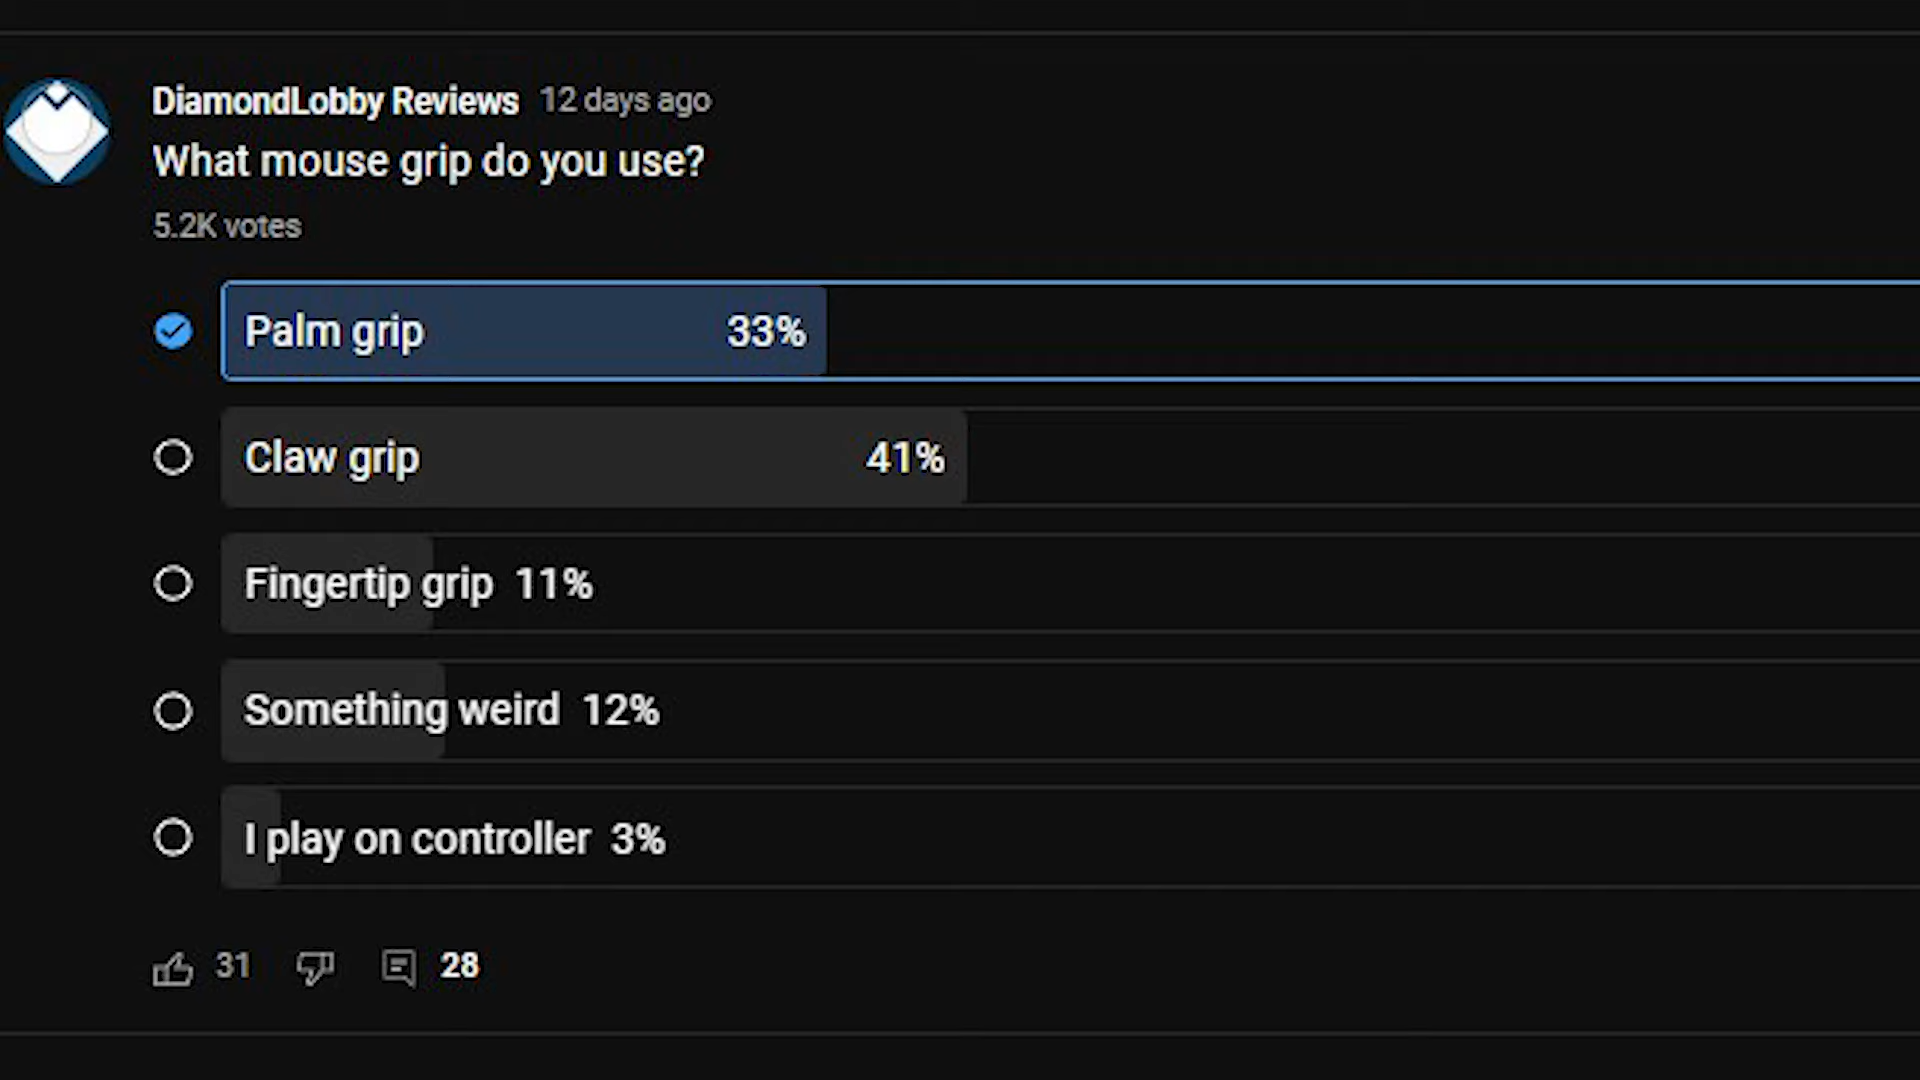 DiamondLobby Reviews 12 days ago
What mouse grip do you use?
5.2K votes
Palm grip 33%
Claw grip 41%
Fingertip grip 11%
Something weird 12%
I play on controller 3%
31 28